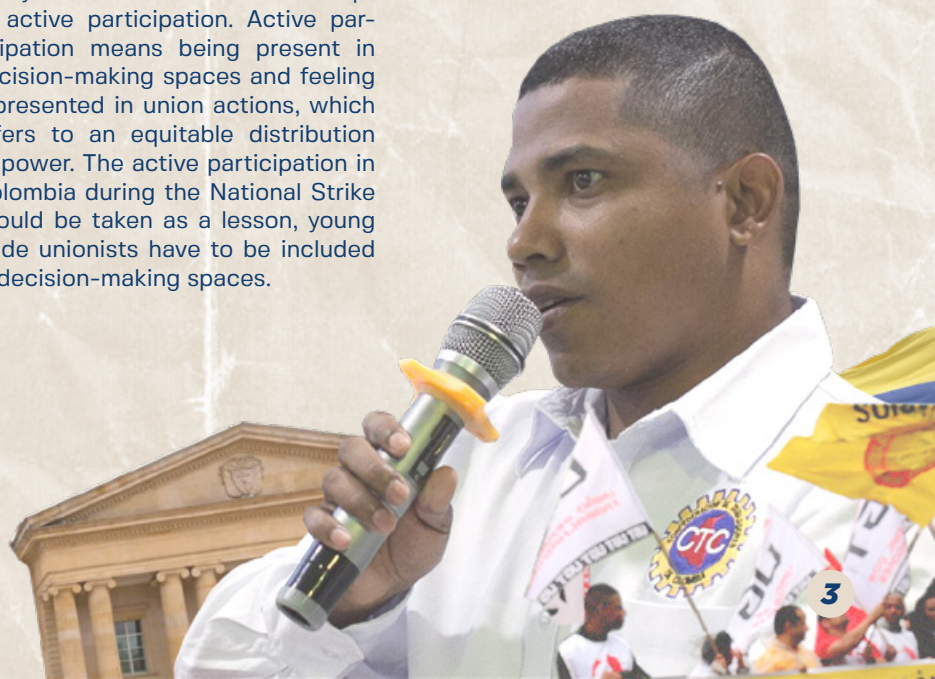 active participation. Active par-
ipation means being present in
cision-making spaces and feeling
presented in union actions, which
fers to an equitable distribution
power. The active participation in
olombia during the National Strike
ould be taken as a lesson, young
de unionists have to be included
decision-making spaces.
CTC
DE COLOMBIA
3